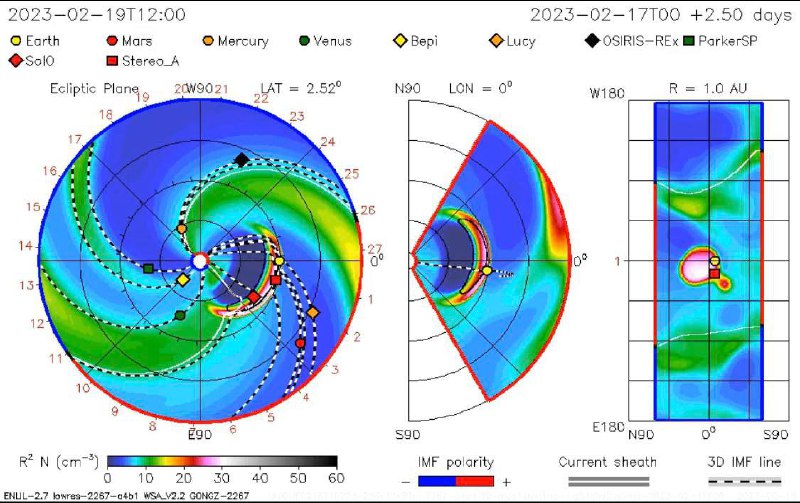 2023-02-19T12:00 2023-02-17T00 +2.50 days
Earth Mars Mercury Venus Bepi Lucy OSIRIS-REx ParkerSP
SolO Stereo_A
Ecliptic Plane W90 LAT = 2.52° N90 LON = 0° W180 R = 1.0 AU
20 21
19 22
18 23
17 24
16 25
15 26
14 27 0° 0° 1
13 1
12 2
11 3
10 4
9 5
8 7 6
E90 S90 E180 N90 0° S90
R² N (cm⁻³) 0 10 20 30 40 50 60
IMF polarity Current sheath 3D IMF line
- +
ENLIL-2.7 lowres-2267-a4b1 WSA_V2.2 GONGZ-2267